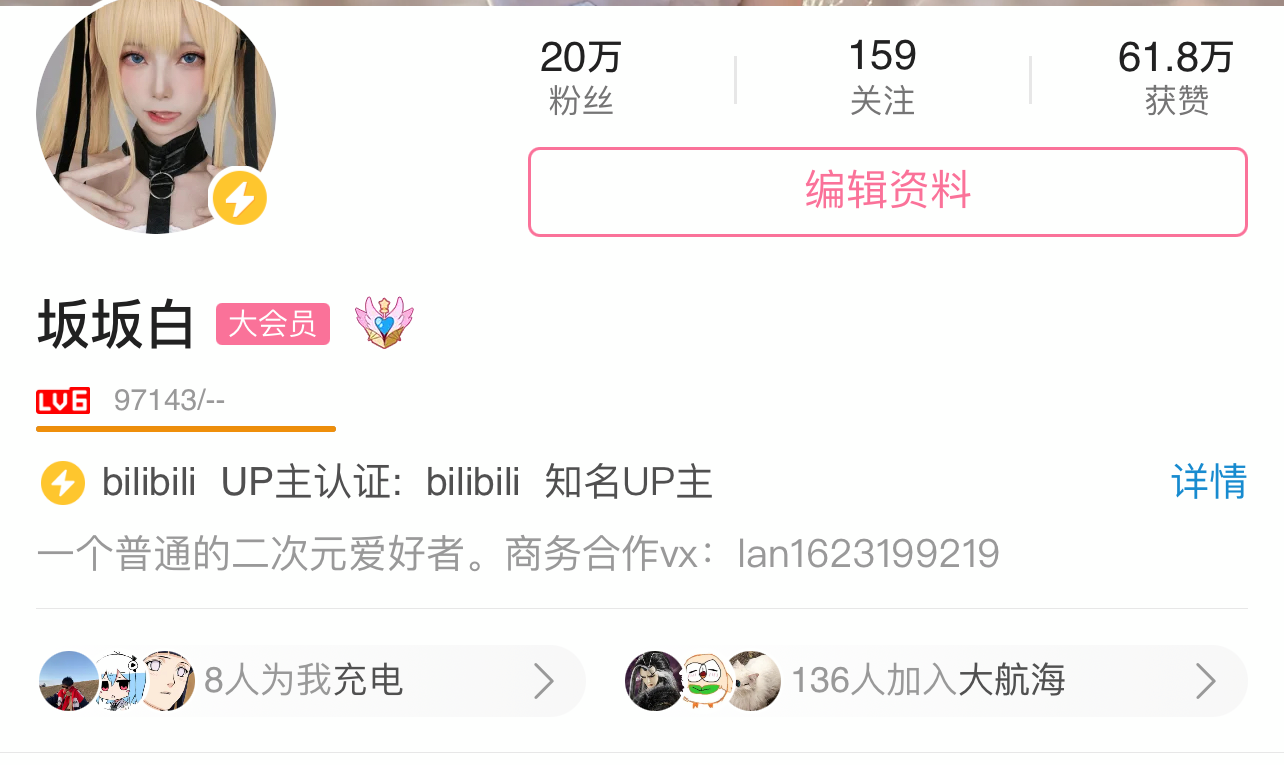 20万 159 61.8万
粉丝 关注 获赞
编辑资料
坂坂白 大会员
LV6 97143/--
bilibili UP主认证: bilibili 知名UP主 详情
一个普通的二次元爱好者。商务合作vx：lan1623199219
8人为我充电 136人加入大航海